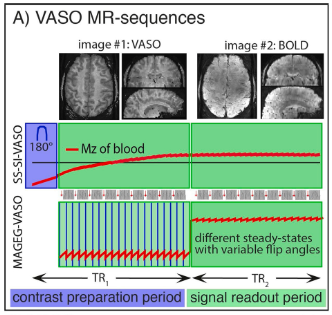 A) VASO MR-sequences
image #1: VASO
image #2: BOLD
SS-SI-VASO
180°
Mz of blood
MAGEG-VASO
different steady-states
with variable flip angles
TR1
TR2
contrast preparation period
signal readout period